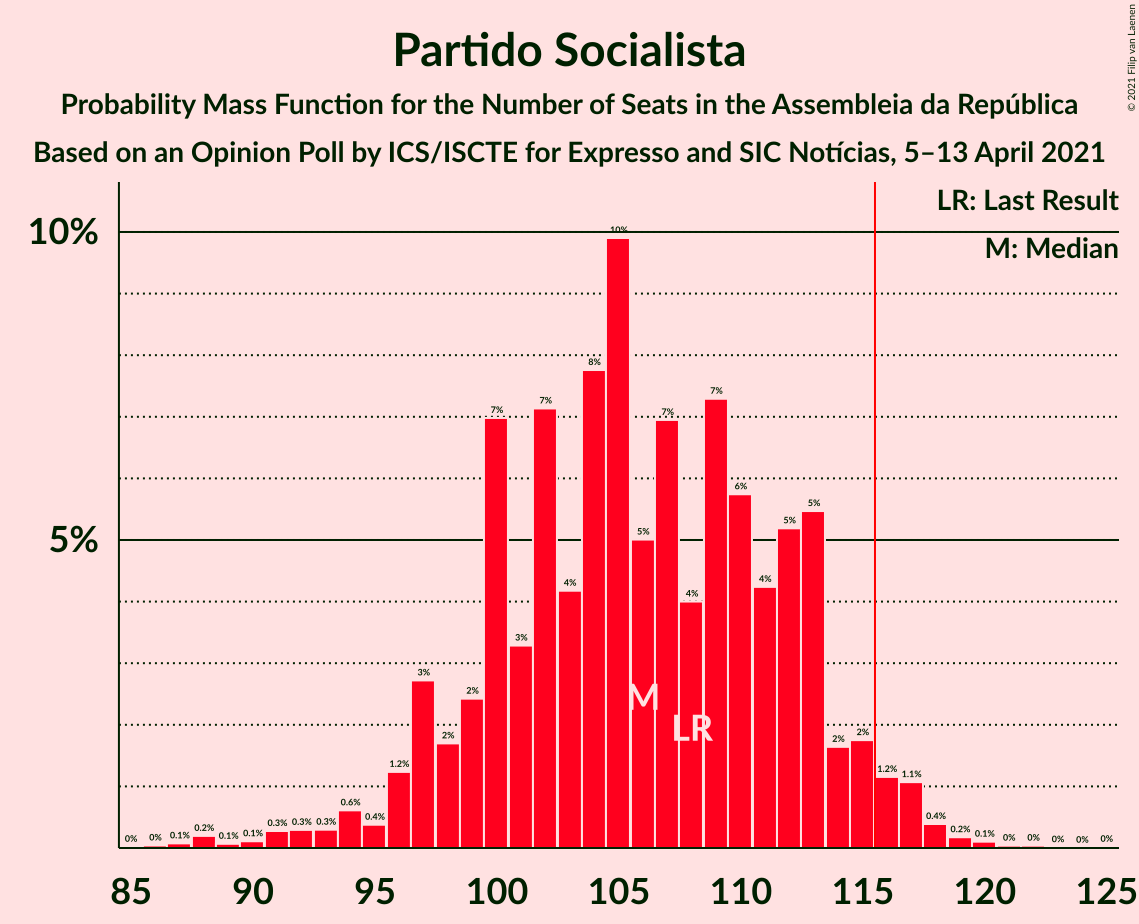 Partido Socialista
Probability Mass Function for the Number of Seats in the Assembleia da República
Based on an Opinion Poll by ICS/ISCTE for Expresso and SIC Notícias, 5–13 April 2021
© 2021 Filip van Laenen
LR: Last Result
M: Median
10%
5%
0% 0% 0.1% 0.2% 0.1% 0.1% 0.3% 0.3% 0.3% 0.6% 0.4% 1.2% 3% 2% 2% 7% 3% 7% 4% 8% 10% 5% 7% 4% 7% 6% 4% 5% 5% 2% 2% 1.2% 1.1% 0.4% 0.2% 0.1% 0% 0% 0% 0% 0%
M
LR
85 90 95 100 105 110 115 120 125